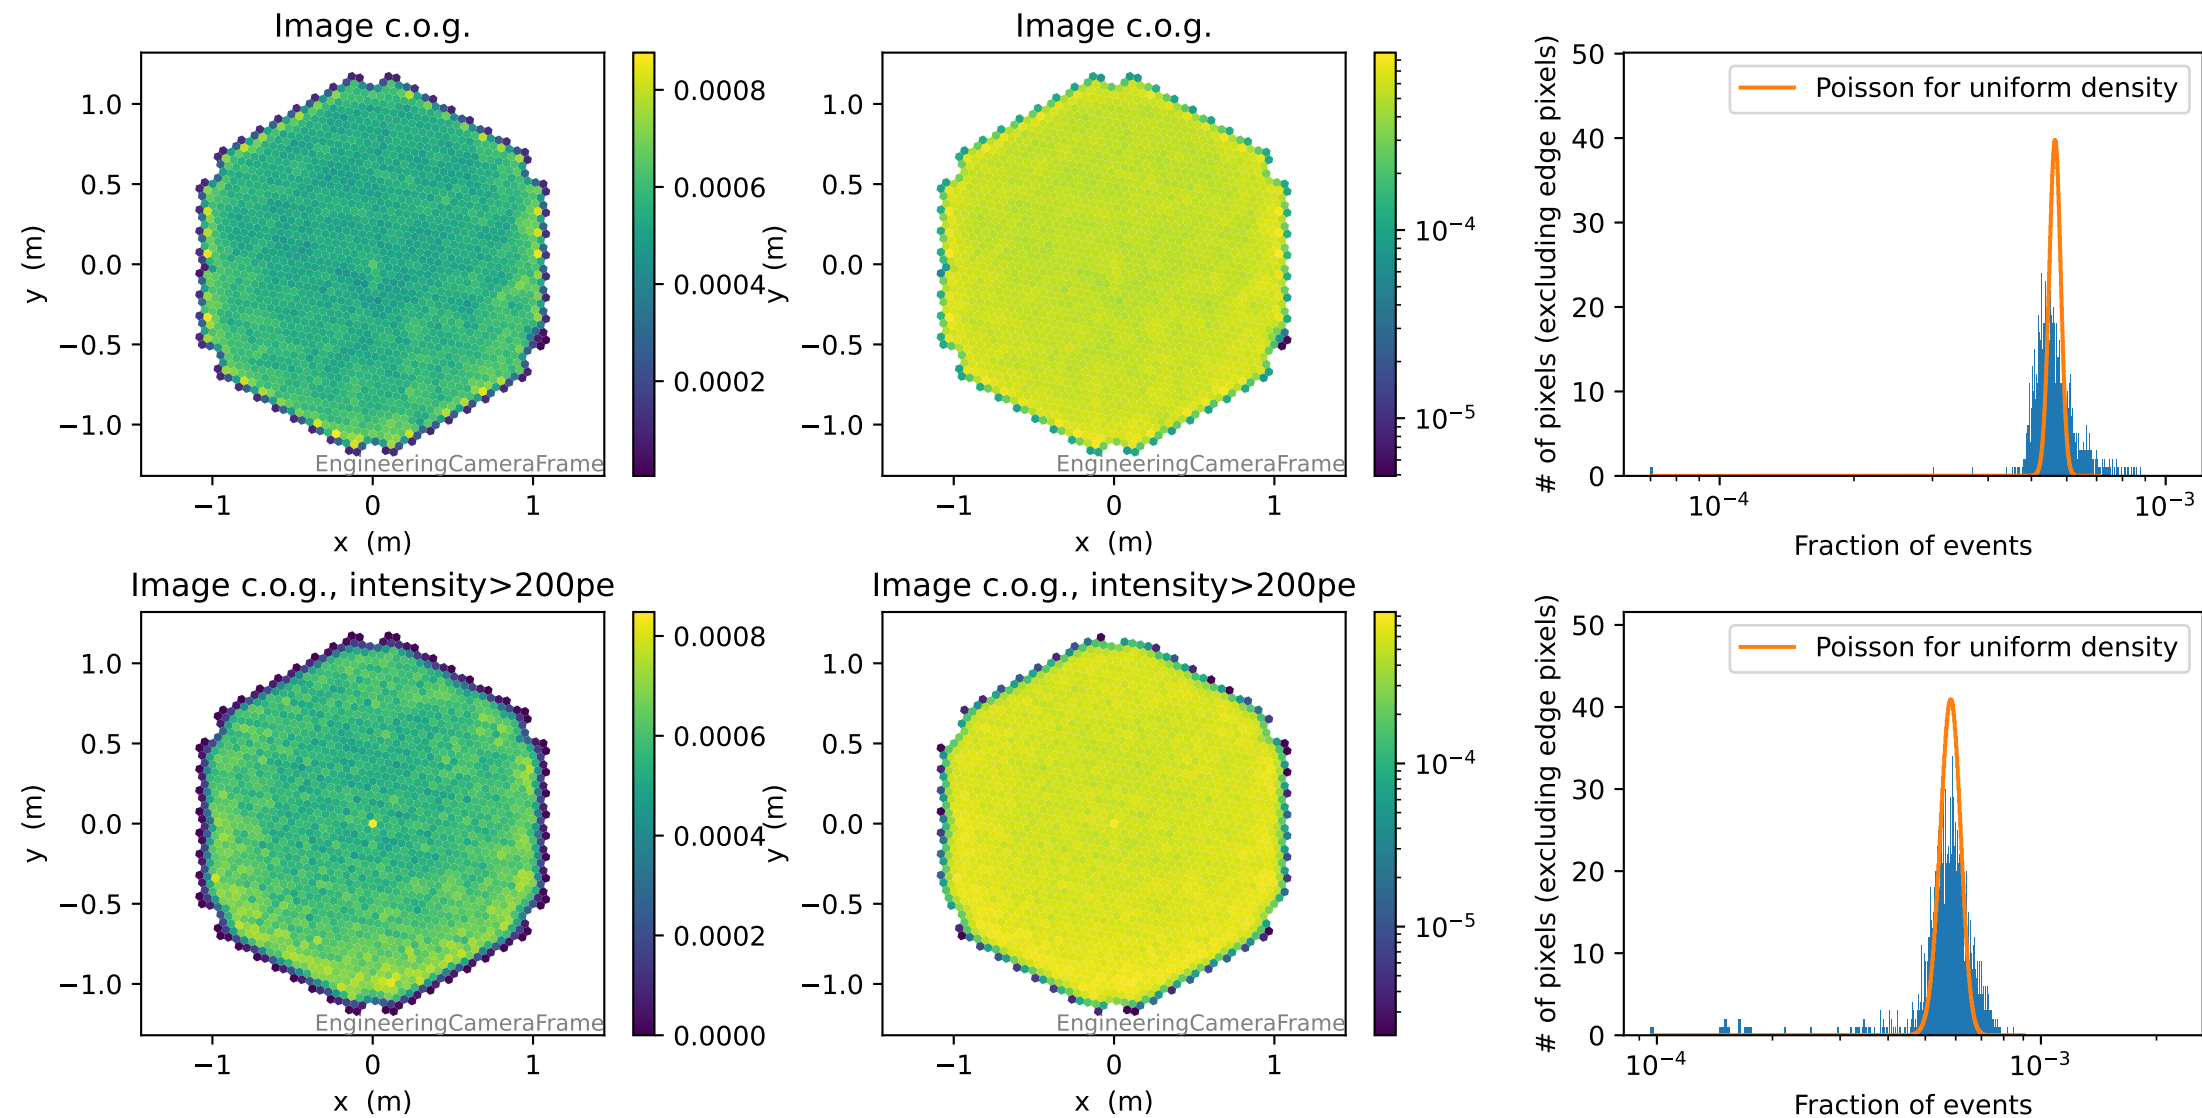 Image c.o.g.
1.0
0.5
0.0
−0.5
−1.0
y (m)
−1 0 1
x (m)
EngineeringCameraFrame
0.0008
0.0006
0.0004
0.0002
Image c.o.g.
1.0
0.5
0.0
−0.5
−1.0
y (m)
−1 0 1
x (m)
EngineeringCameraFrame
10−4
10−5
# of pixels (excluding edge pixels)
50
40
30
20
10
0
Poisson for uniform density
10−4 10−3
Fraction of events
Image c.o.g., intensity>200pe
1.0
0.5
0.0
−0.5
−1.0
y (m)
−1 0 1
x (m)
EngineeringCameraFrame
0.0008
0.0006
0.0004
0.0002
0.0000
Image c.o.g., intensity>200pe
1.0
0.5
0.0
−0.5
−1.0
y (m)
−1 0 1
x (m)
EngineeringCameraFrame
10−4
10−5
# of pixels (excluding edge pixels)
50
40
30
20
10
0
Poisson for uniform density
10−4 10−3
Fraction of events